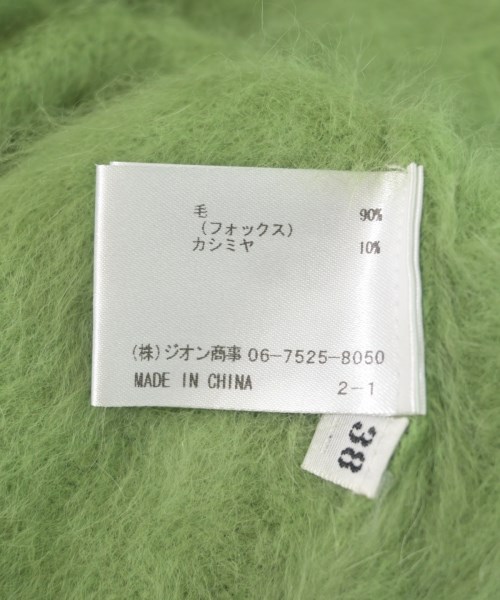 毛 90%
（フォックス）
カシミヤ 10%
（株）ジオン商事 06-7525-8050
MADE IN CHINA 2-1
38